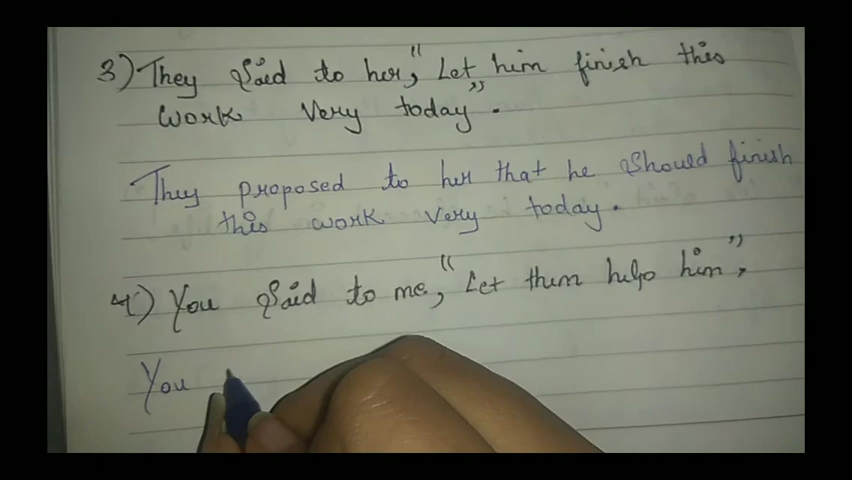 3) They said to her, "Let him finish this
work very today".
They proposed to her that he should finish
this work very today.
4) You said to me, "Let them help him",
You